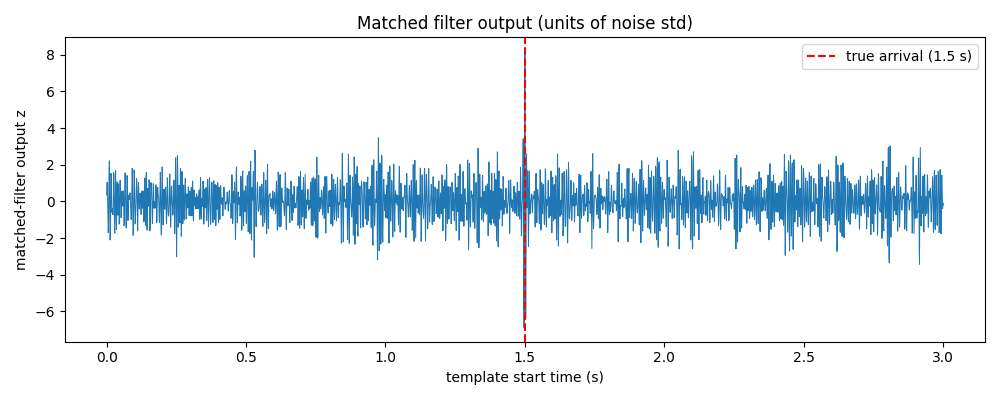 Matched filter output (units of noise std)
true arrival (1.5 s)
matched-filter output z
8
6
4
2
0
−2
−4
−6
0.0 0.5 1.0 1.5 2.0 2.5 3.0
template start time (s)